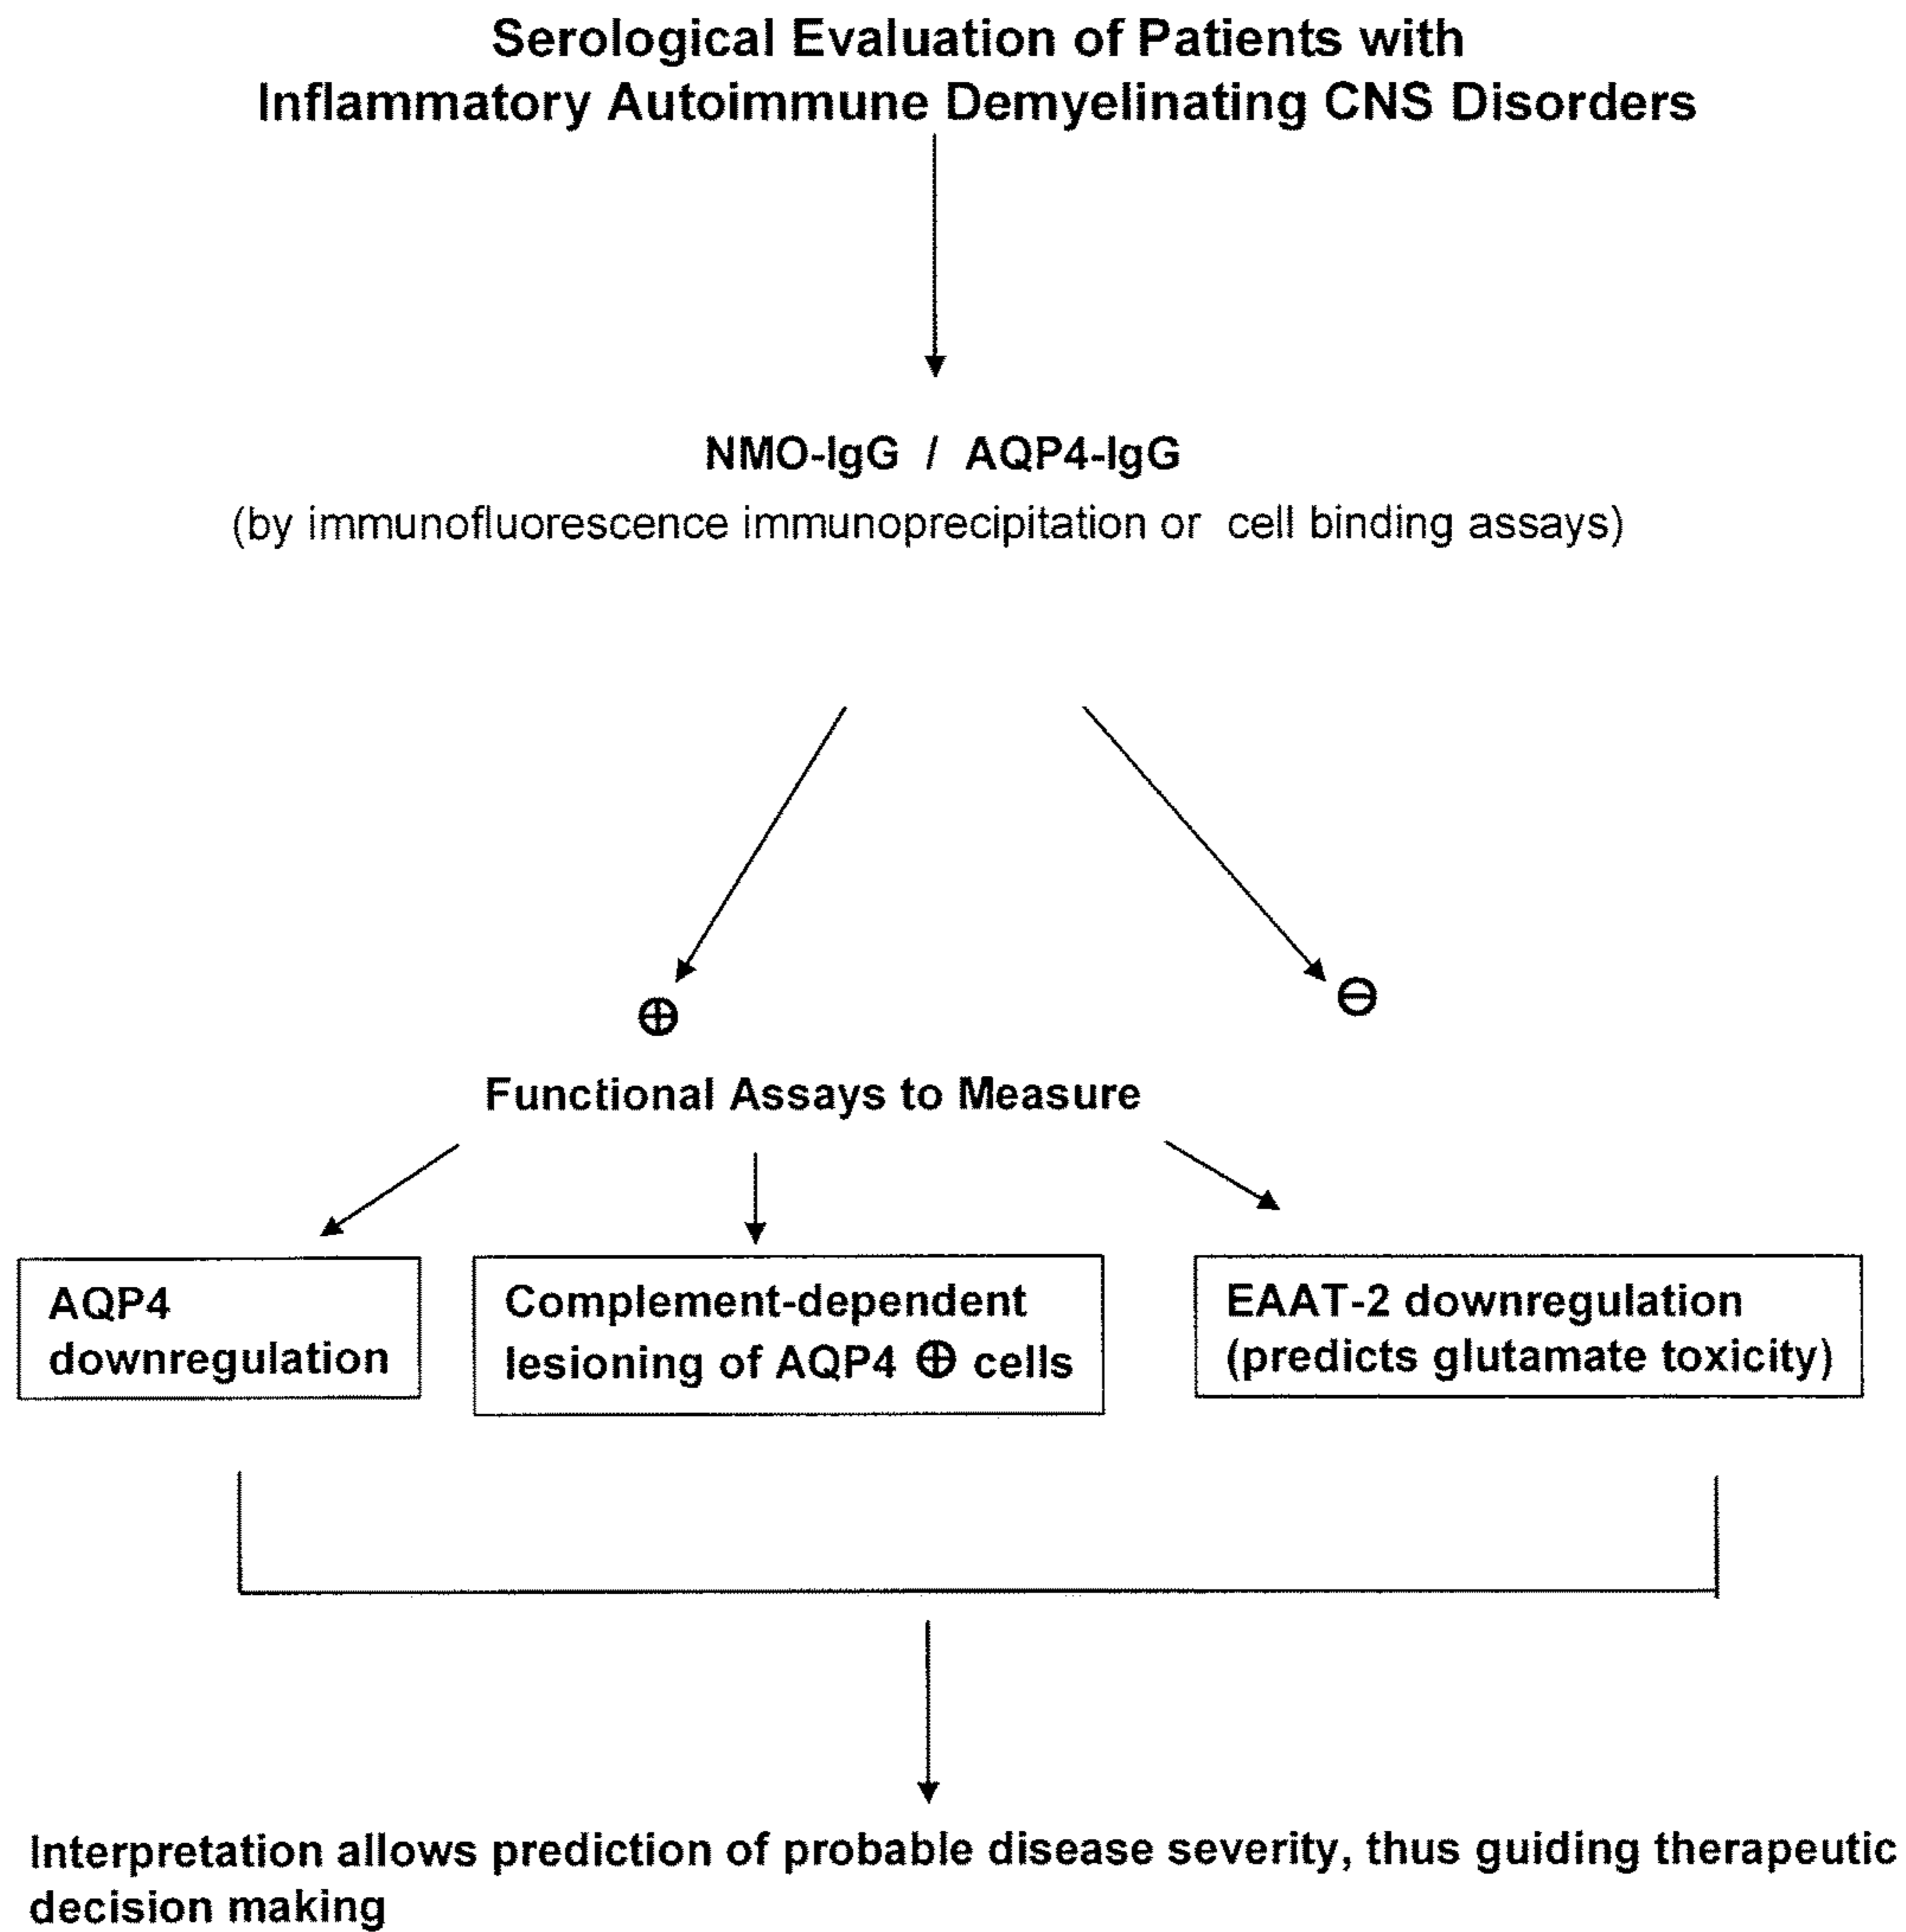 Serological Evaluation of Patients with
Inflammatory Autoimmune Demyelinating CNS Disorders
NMO-IgG / AQP4-IgG
(by immunofluorescence immunoprecipitation or cell binding assays)
⊕
⊖
Functional Assays to Measure
AQP4
downregulation
Complement-dependent
lesioning of AQP4 ⊕ cells
EAAT-2 downregulation
(predicts glutamate toxicity)
Interpretation allows prediction of probable disease severity, thus guiding therapeutic
decision making